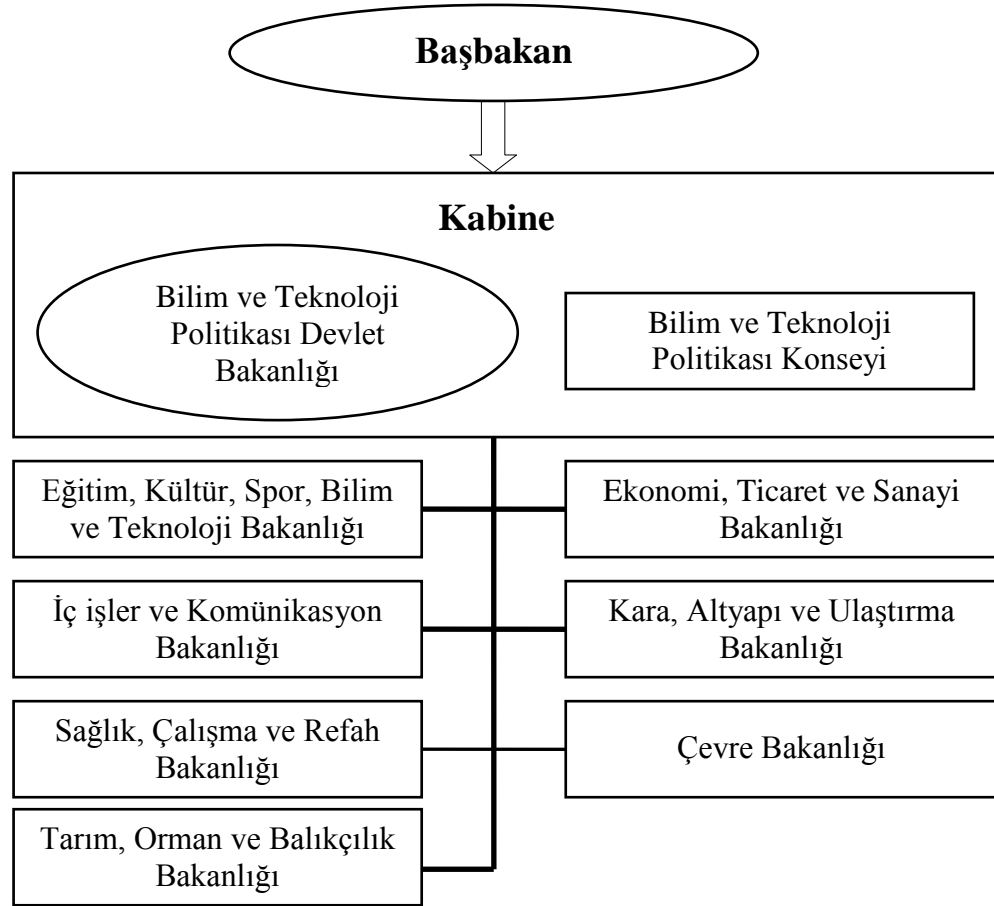 Başbakan
Kabine
Bilim ve Teknoloji
Politikası Devlet
Bakanlığı
Bilim ve Teknoloji
Politikası Konseyi
Eğitim, Kültür, Spor, Bilim
ve Teknoloji Bakanlığı
Ekonomi, Ticaret ve Sanayi
Bakanlığı
İç işler ve Komünikasyon
Bakanlığı
Kara, Altyapı ve Ulaştırma
Bakanlığı
Sağlık, Çalışma ve Refah
Bakanlığı
Çevre Bakanlığı
Tarım, Orman ve Balıkçılık
Bakanlığı